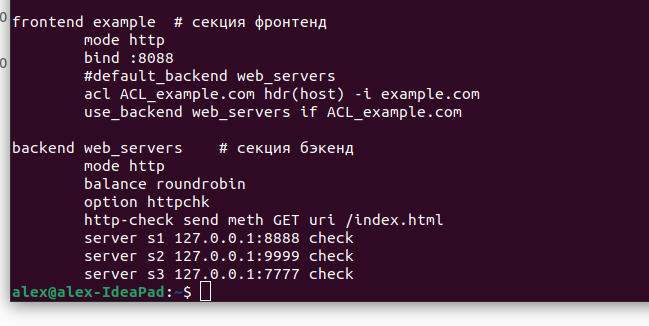 0
frontend example  # секция фронтенд
        mode http
0
        bind :8088
        #default_backend web_servers
        acl ACL_example.com hdr(host) -i example.com
        use_backend web_servers if ACL_example.com
backend web_servers    # секция бэкенд
        mode http
        balance roundrobin
        option httpchk
        http-check send meth GET uri /index.html
        server s1 127.0.0.1:8888 check
        server s2 127.0.0.1:9999 check
        server s3 127.0.0.1:7777 check
alex@alex-IdeaPad:~$